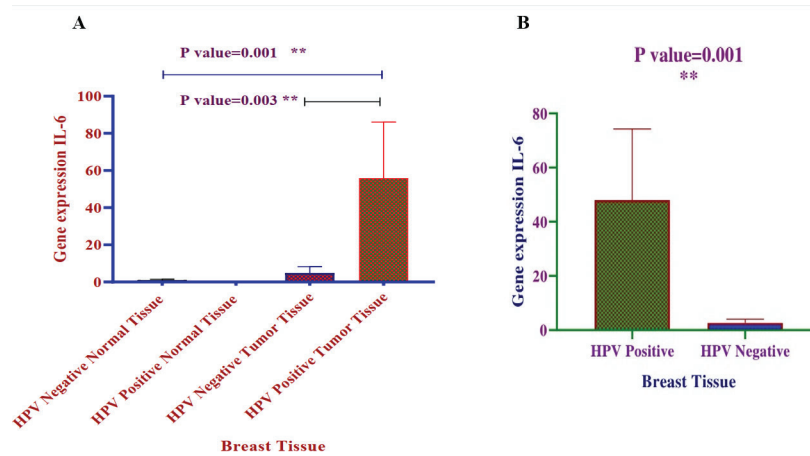 A
P value=0.001 **
P value=0.003 **
Gene expression IL-6
100
80
60
40
20
0
HPV Negative Normal Tissue
HPV Positive Normal Tissue
HPV Negative Tumor Tissue
HPV Positive Tumor Tissue
Breast Tissue
B
P value=0.001
**
Gene expression IL-6
80
60
40
20
0
HPV Positive
HPV Negative
Breast Tissue